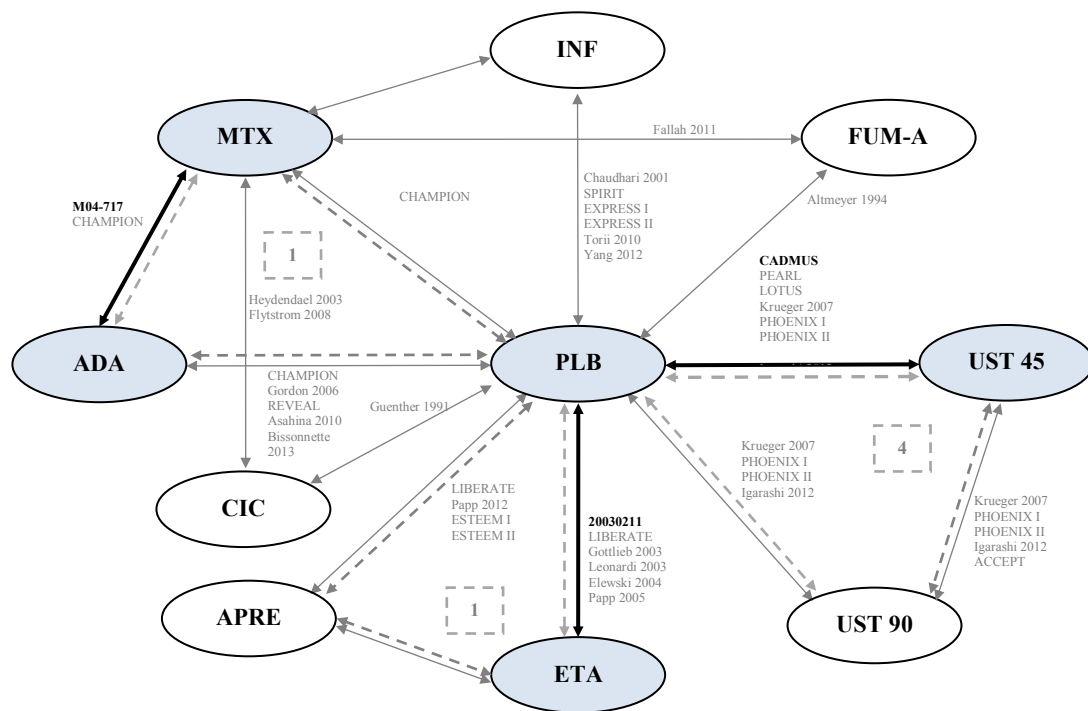 INF
MTX
Fallah 2011
FUM-A
CHAMPION
Chaudhari 2001
SPIRIT
EXPRESS I
EXPRESS II
Torii 2010
Yang 2012
Altmeyer 1994
M04-717
CHAMPION
1
CADMUS
PEARL
LOTUS
Krueger 2007
PHOENIX I
PHOENIX II
Heydendael 2003
Flytstrom 2008
ADA
PLB
UST 45
CHAMPION
Gordon 2006
REVEAL
Asahina 2010
Bissonnette
2013
Guenther 1991
Krueger 2007
PHOENIX I
PHOENIX II
Igarashi 2012
4
CIC
LIBERATE
Papp 2012
ESTEEM I
ESTEEM II
20030211
LIBERATE
Gottlieb 2003
Leonardi 2003
Elewski 2004
Papp 2005
Krueger 2007
PHOENIX I
PHOENIX II
Igarashi 2012
ACCEPT
APRE
1
UST 90
ETA